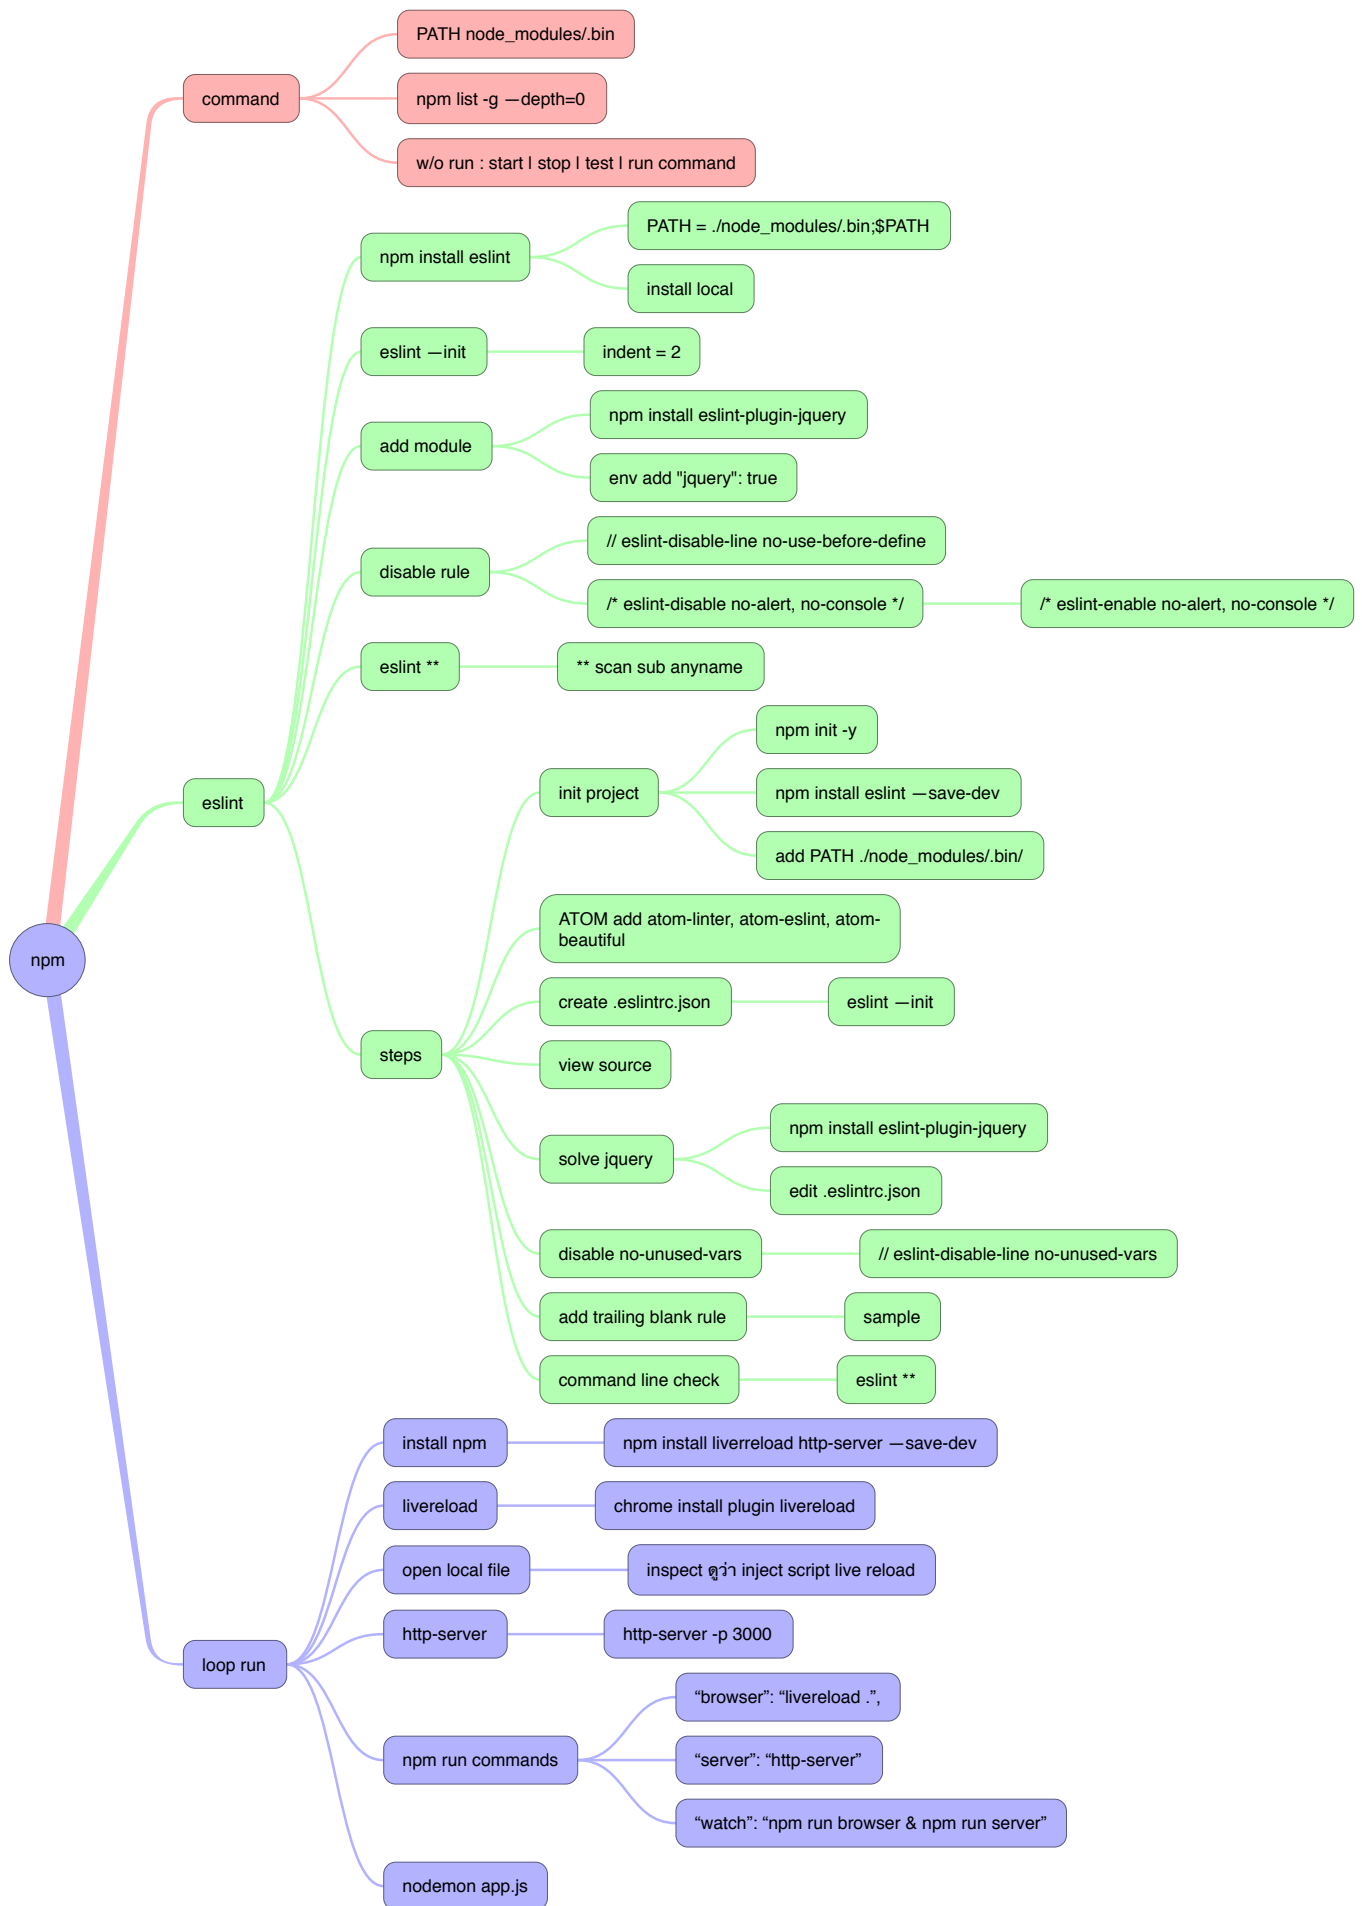 npm
command
PATH node_modules/.bin
npm list -g —depth=0
w/o run : start | stop | test | run command
eslint
npm install eslint
PATH = ./node_modules/.bin;$PATH
install local
eslint —init
indent = 2
add module
npm install eslint-plugin-jquery
env add "jquery": true
disable rule
// eslint-disable-line no-use-before-define
/* eslint-disable no-alert, no-console */
/* eslint-enable no-alert, no-console */
eslint **
** scan sub anyname
steps
init project
npm init -y
npm install eslint —save-dev
add PATH ./node_modules/.bin/
ATOM add atom-linter, atom-eslint, atom-
beautiful
create .eslintrc.json
eslint —init
view source
solve jquery
npm install eslint-plugin-jquery
edit .eslintrc.json
disable no-unused-vars
// eslint-disable-line no-unused-vars
add trailing blank rule
sample
command line check
eslint **
loop run
install npm
npm install liverreload http-server —save-dev
livereload
chrome install plugin livereload
open local file
inspect ดูว่า inject script live reload
http-server
http-server -p 3000
npm run commands
“browser”: “livereload .”,
“server”: “http-server”
“watch”: “npm run browser & npm run server”
nodemon app.js